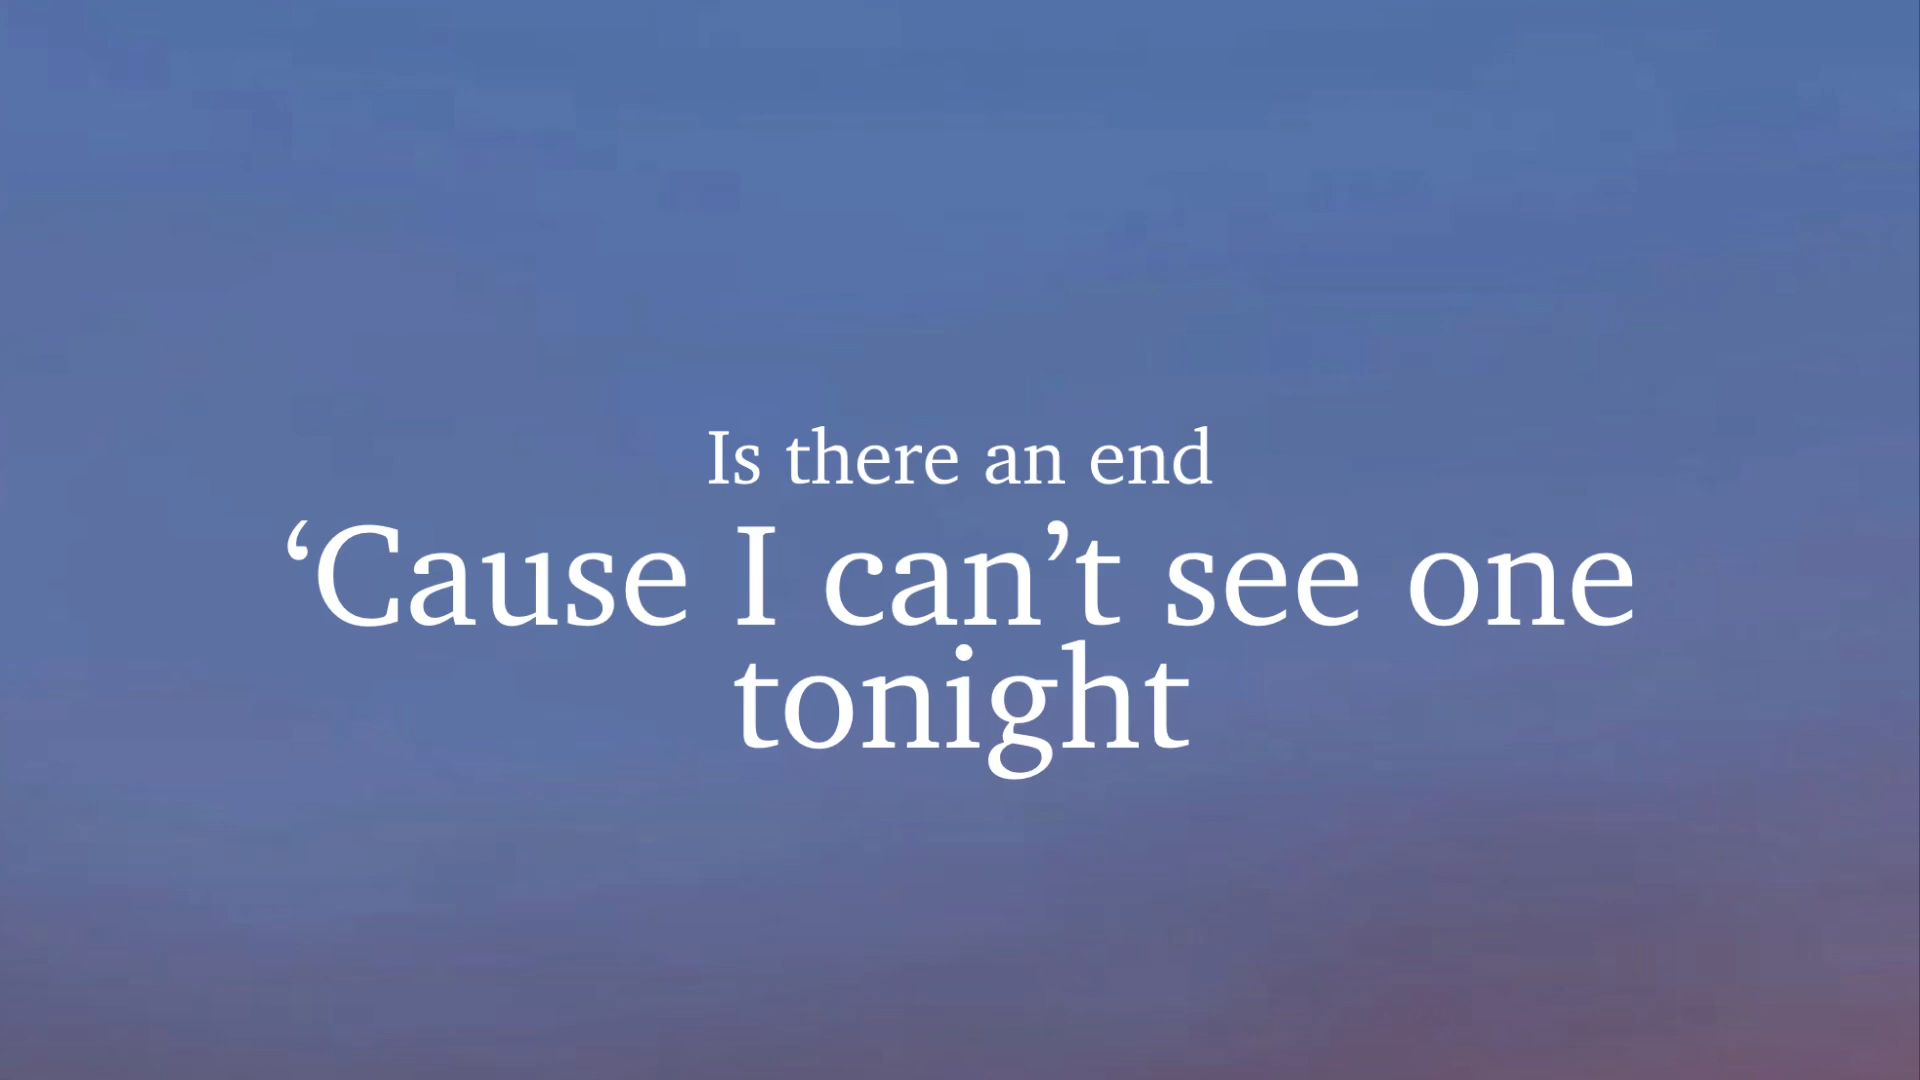 Is there an end
‘Cause I can’t see one
tonight